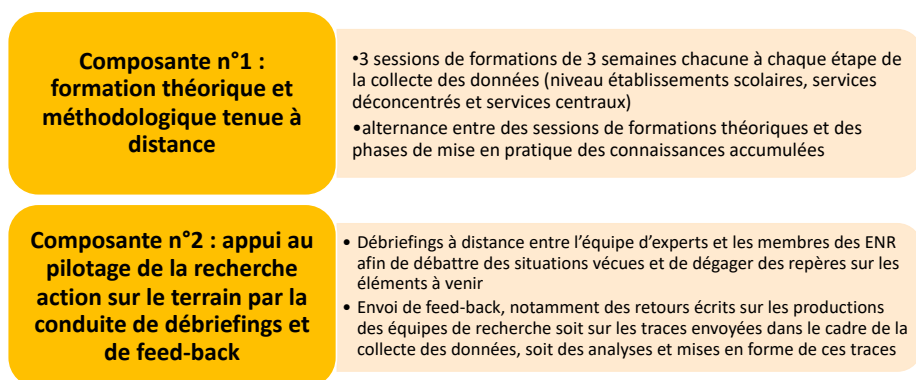 Composante n°1 :
formation théorique et
méthodologique tenue à
distance
•3 sessions de formations de 3 semaines chacune à chaque étape de
la collecte des données (niveau établissements scolaires, services
déconcentrés et services centraux)
•alternance entre des sessions de formations théoriques et des
phases de mise en pratique des connaissances accumulées
Composante n°2 : appui au
pilotage de la recherche
action sur le terrain par la
conduite de débriefings et
de feed-back
• Débriefings à distance entre l'équipe d'experts et les membres des ENR
afin de débattre des situations vécues et de dégager des repères sur les
éléments à venir
• Envoi de feed-back, notamment des retours écrits sur les productions
des équipes de recherche soit sur les traces envoyées dans le cadre de la
collecte des données, soit des analyses et mises en forme de ces traces